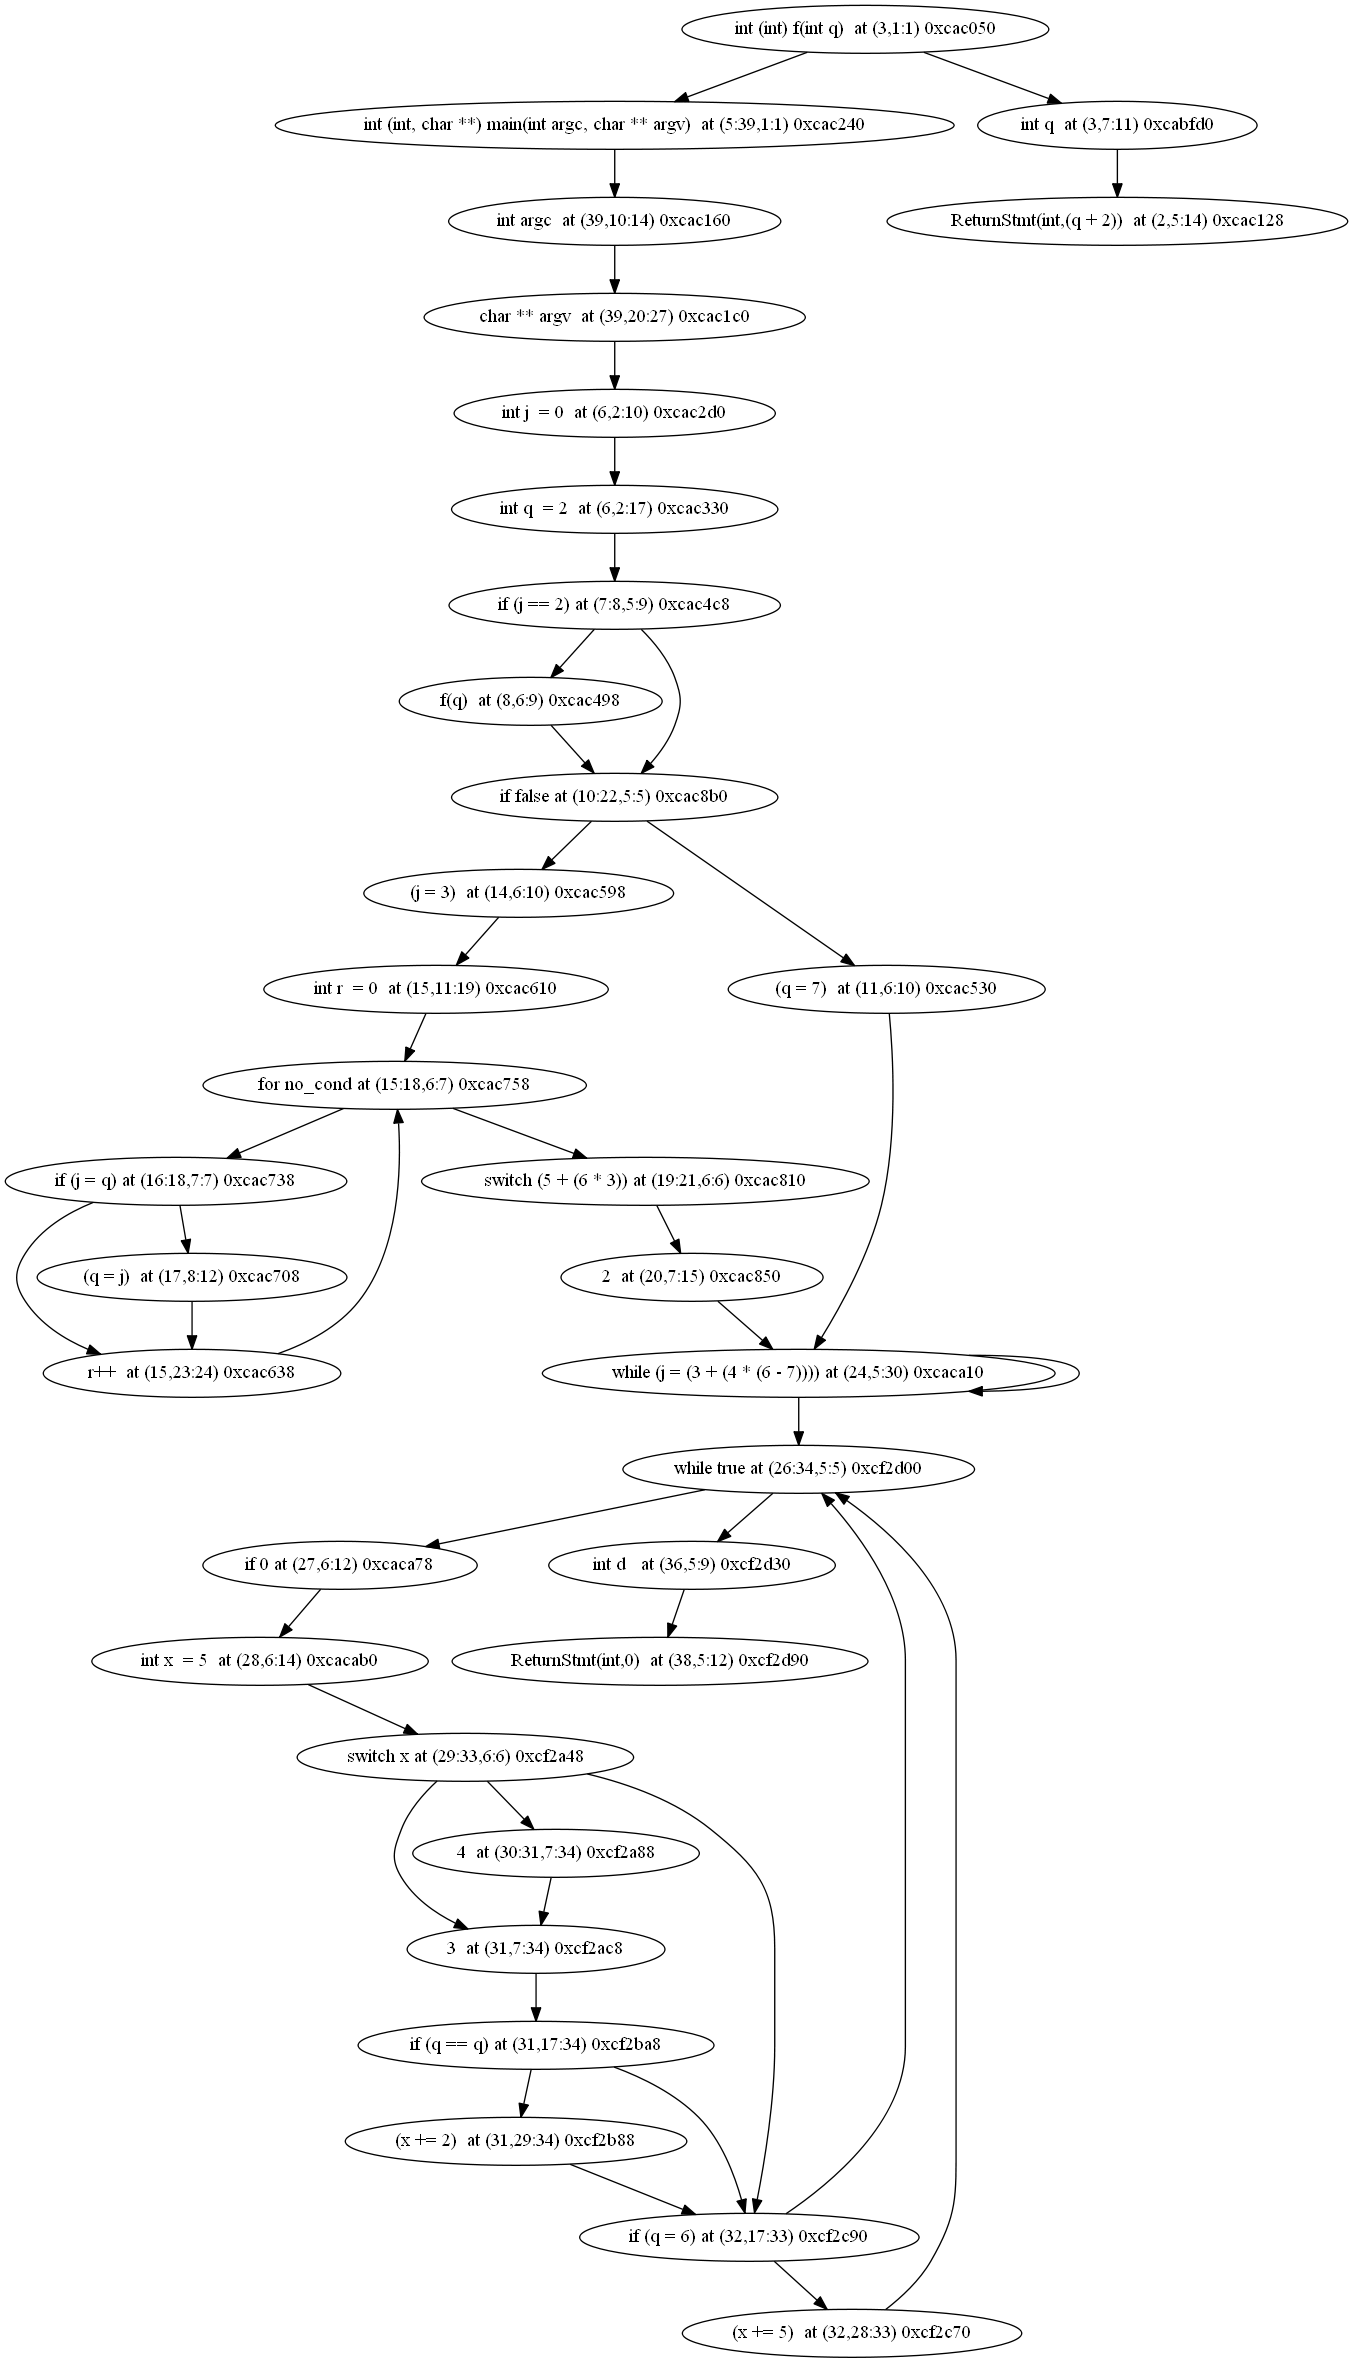 int (int) f(int q)  at (3,1:1) 0xcac050
int (int, char **) main(int argc, char ** argv)  at (5:39,1:1) 0xcac240
int q  at (3,7:11) 0xcabfd0
int argc  at (39,10:14) 0xcac160
ReturnStmt(int,(q + 2))  at (2,5:14) 0xcac128
char ** argv  at (39,20:27) 0xcac1c0
int j  = 0  at (6,2:10) 0xcac2d0
int q  = 2  at (6,2:17) 0xcac330
if (j == 2) at (7:8,5:9) 0xcac4c8
f(q)  at (8,6:9) 0xcac498
if false at (10:22,5:5) 0xcac8b0
(j = 3)  at (14,6:10) 0xcac598
int r  = 0  at (15,11:19) 0xcac610
(q = 7)  at (11,6:10) 0xcac530
for no_cond at (15:18,6:7) 0xcac758
if (j = q) at (16:18,7:7) 0xcac738
switch (5 + (6 * 3)) at (19:21,6:6) 0xcac810
(q = j)  at (17,8:12) 0xcac708
2  at (20,7:15) 0xcac850
r++  at (15,23:24) 0xcac638
while (j = (3 + (4 * (6 - 7)))) at (24,5:30) 0xcaca10
while true at (26:34,5:5) 0xcf2d00
if 0 at (27,6:12) 0xcaca78
int d   at (36,5:9) 0xcf2d30
int x  = 5  at (28,6:14) 0xcacab0
ReturnStmt(int,0)  at (38,5:12) 0xcf2d90
switch x at (29:33,6:6) 0xcf2a48
4  at (30:31,7:34) 0xcf2a88
3  at (31,7:34) 0xcf2ac8
if (q == q) at (31,17:34) 0xcf2ba8
(x += 2)  at (31,29:34) 0xcf2b88
if (q = 6) at (32,17:33) 0xcf2c90
(x += 5)  at (32,28:33) 0xcf2c70